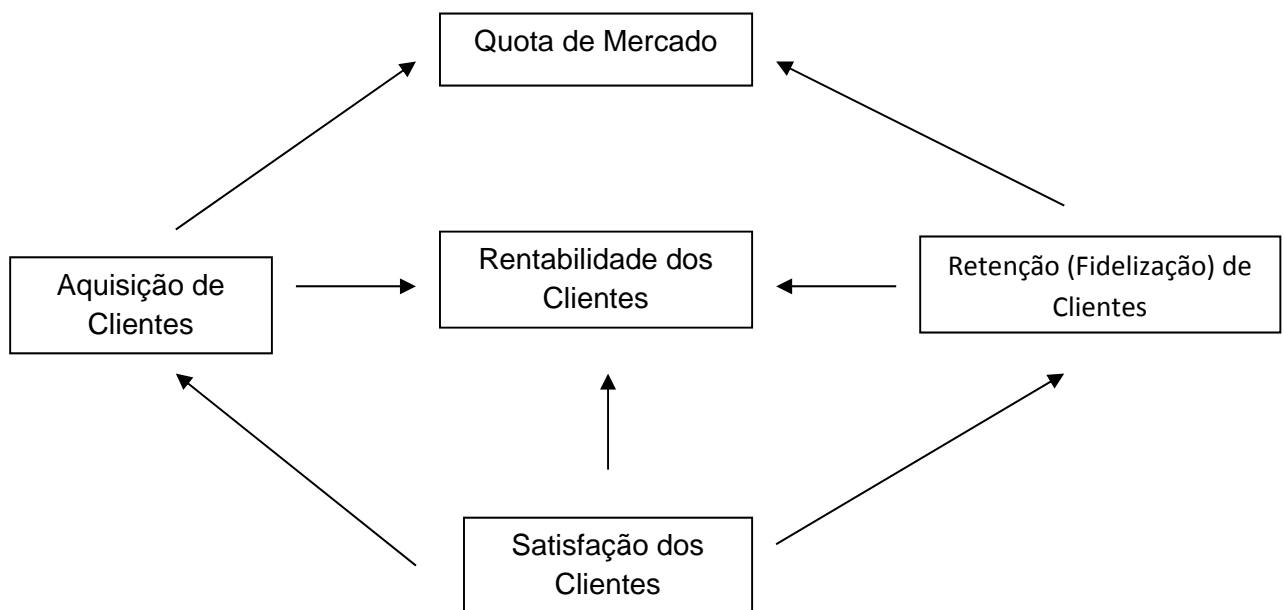 Quota de Mercado
Aquisição de
Clientes
Rentabilidade dos
Clientes
Retenção (Fidelização) de
Clientes
Satisfação dos
Clientes